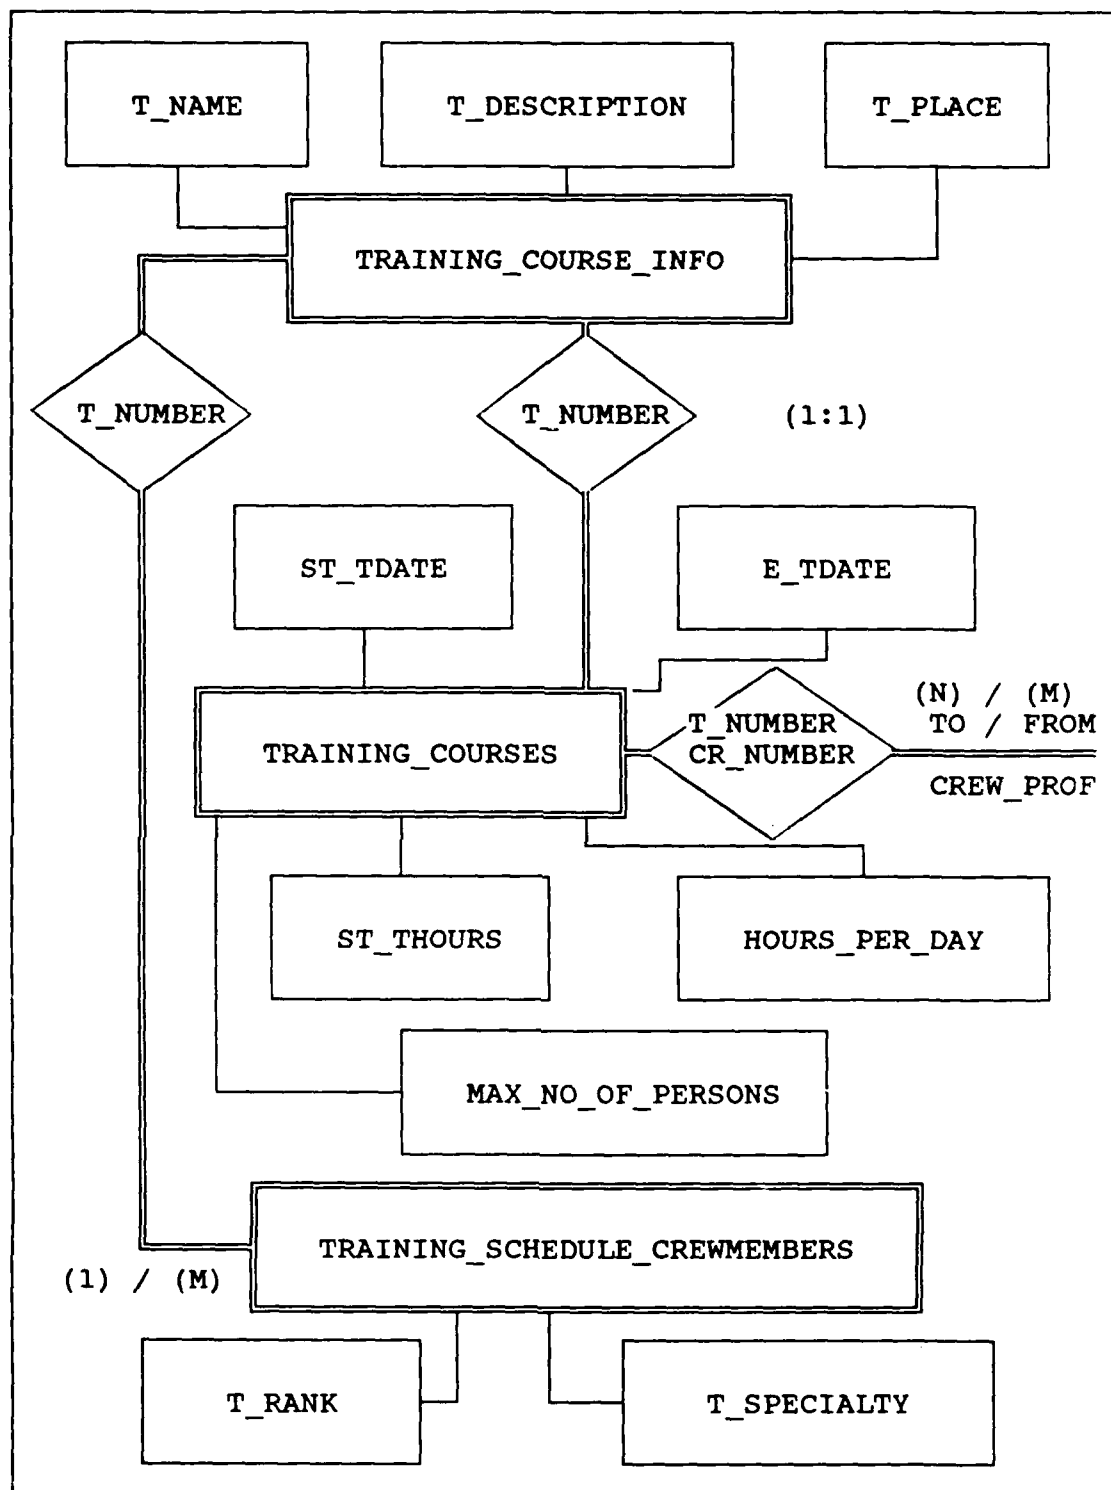 T_NAME
T_DESCRIPTION
T_PLACE
TRAINING_COURSE_INFO
T_NUMBER
T_NUMBER
(1:1)
ST_TDATE
E_TDATE
TRAINING_COURSES
T_NUMBER
CR_NUMBER
(N) / (M)
TO / FROM
CREW_PROF
ST_THOURS
HOURS_PER_DAY
MAX_NO_OF_PERSONS
TRAINING_SCHEDULE_CREWMEMBERS
(1) / (M)
T_RANK
T_SPECIALTY